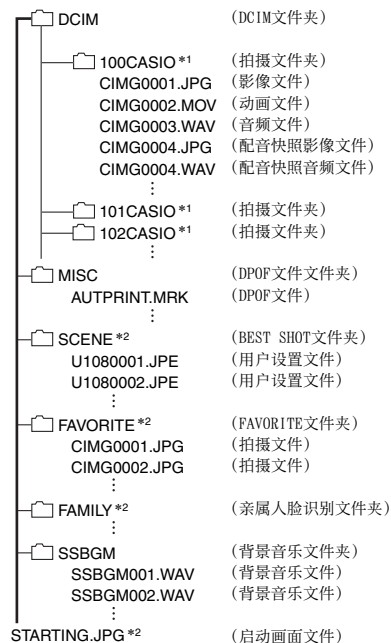 DCIM （DCIM文件夹）
100CASIO *1 （拍摄文件夹）
CIMG0001.JPG （影像文件）
CIMG0002.MOV （动画文件）
CIMG0003.WAV （音频文件）
CIMG0004.JPG （配音快照影像文件）
CIMG0004.WAV （配音快照音频文件）
101CASIO *1 （拍摄文件夹）
102CASIO *1 （拍摄文件夹）
MISC （DPOF文件文件夹）
AUTPRINT.MRK （DPOF文件）
SCENE *2 （BEST SHOT文件夹）
U1080001.JPE （用户设置文件）
U1080002.JPE （用户设置文件）
FAVORITE *2 （FAVORITE文件夹）
CIMG0001.JPG （拍摄文件）
CIMG0002.JPG （拍摄文件）
FAMILY *2 （亲属人脸识别文件夹）
SSBGM （背景音乐文件夹）
SSBGM001.WAV （背景音乐文件）
SSBGM002.WAV （背景音乐文件）
STARTING.JPG *2 （启动画面文件）